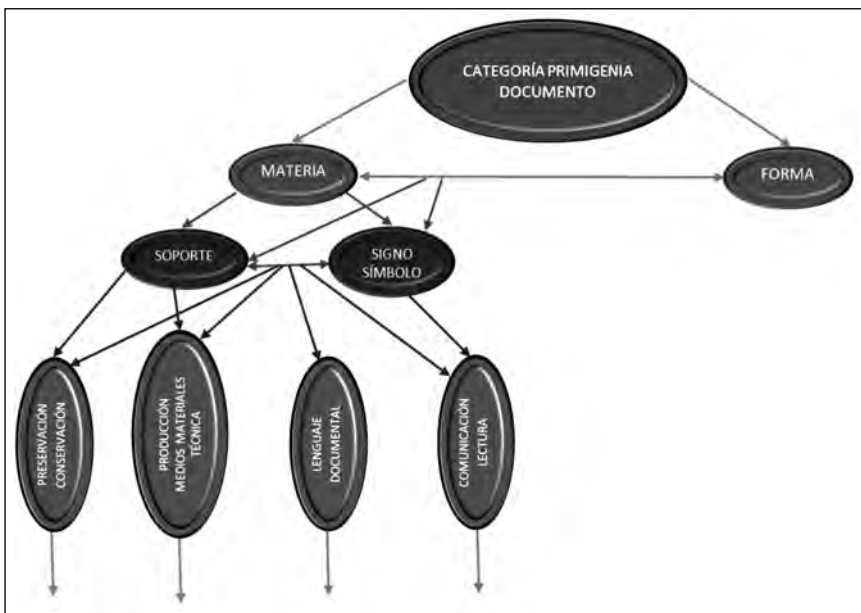 CATEGORÍA PRIMIGENIA
DOCUMENTO
MATERIA
FORMA
SOPORTE
SIGNO
SÍMBOLO
PRESERVACIÓN
CONSERVACIÓN
PRODUCCIÓN
MEDIOS MATERIALES
TÉCNICA
LENGUAJE
DOCUMENTAL
COMUNICACIÓN
LECTURA